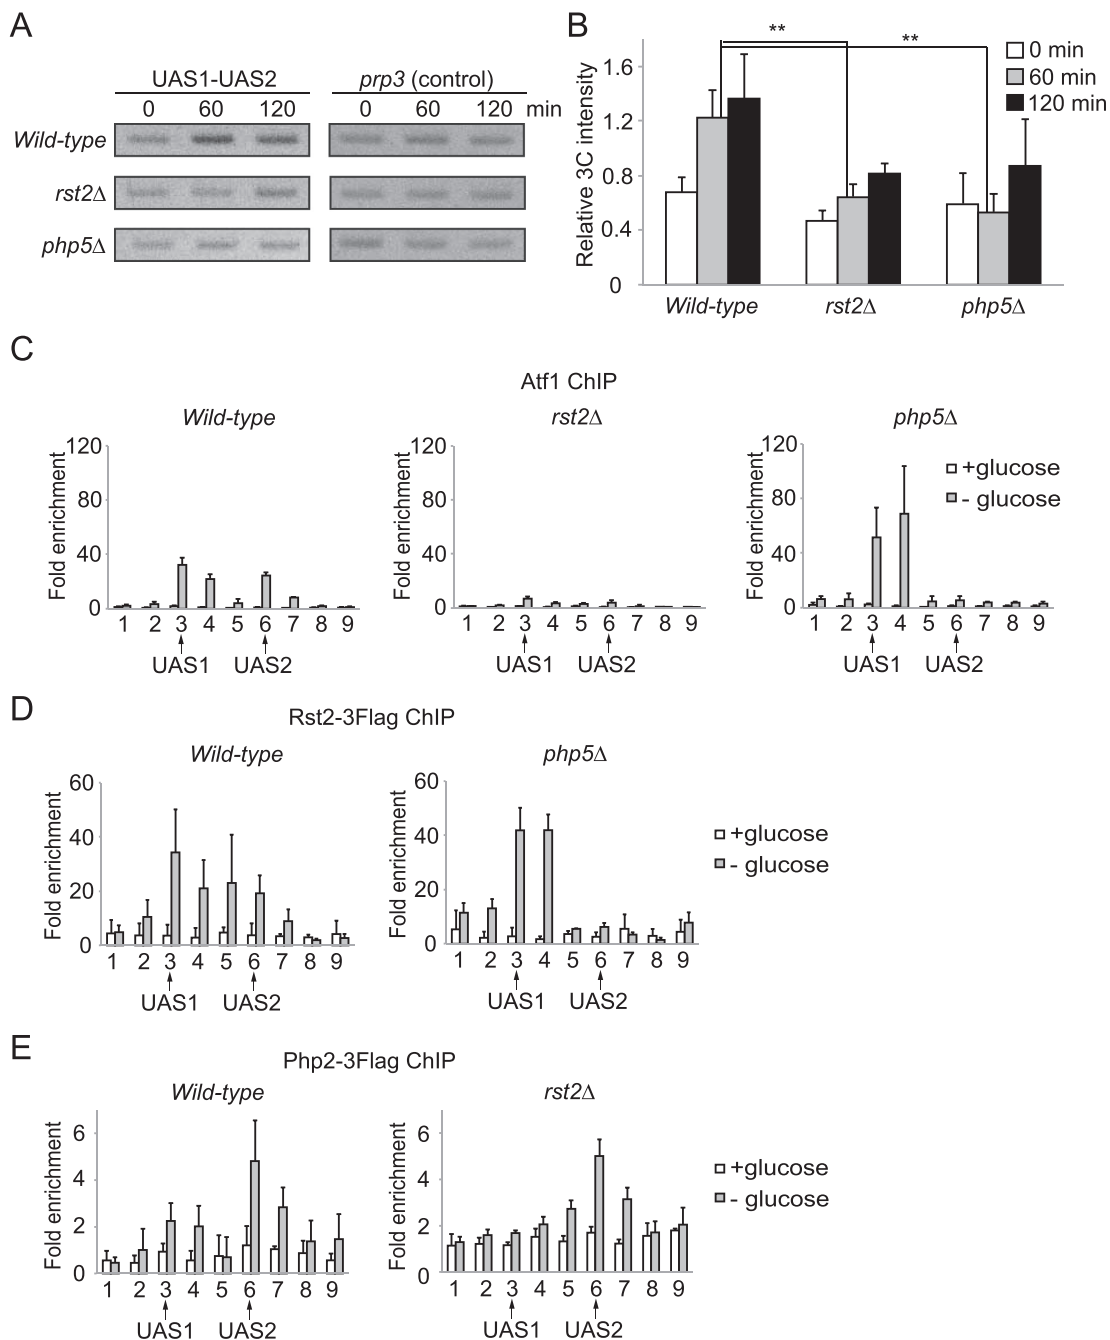 A
UAS1-UAS2
prp3 (control)
0 60 120
0 60 120 min
Wild-type
rst2Δ
php5Δ
B
Relative 3C intensity
1.6
1.2
0.8
0.4
0
**
**
0 min
60 min
120 min
Wild-type rst2Δ php5Δ
C
Atf1 ChIP
Wild-type
Fold enrichment
120
80
40
0
1 2 3 4 5 6 7 8 9
UAS1 UAS2
rst2Δ
Fold enrichment
120
80
40
0
1 2 3 4 5 6 7 8 9
UAS1 UAS2
php5Δ
Fold enrichment
120
80
40
0
1 2 3 4 5 6 7 8 9
UAS1 UAS2
+glucose
- glucose
D
Rst2-3Flag ChIP
Wild-type
Fold enrichment
60
40
20
0
1 2 3 4 5 6 7 8 9
UAS1 UAS2
php5Δ
Fold enrichment
60
40
20
0
1 2 3 4 5 6 7 8 9
UAS1 UAS2
+glucose
- glucose
E
Php2-3Flag ChIP
Wild-type
Fold enrichment
6
4
2
0
1 2 3 4 5 6 7 8 9
UAS1 UAS2
rst2Δ
Fold enrichment
6
4
2
0
1 2 3 4 5 6 7 8 9
UAS1 UAS2
+glucose
- glucose